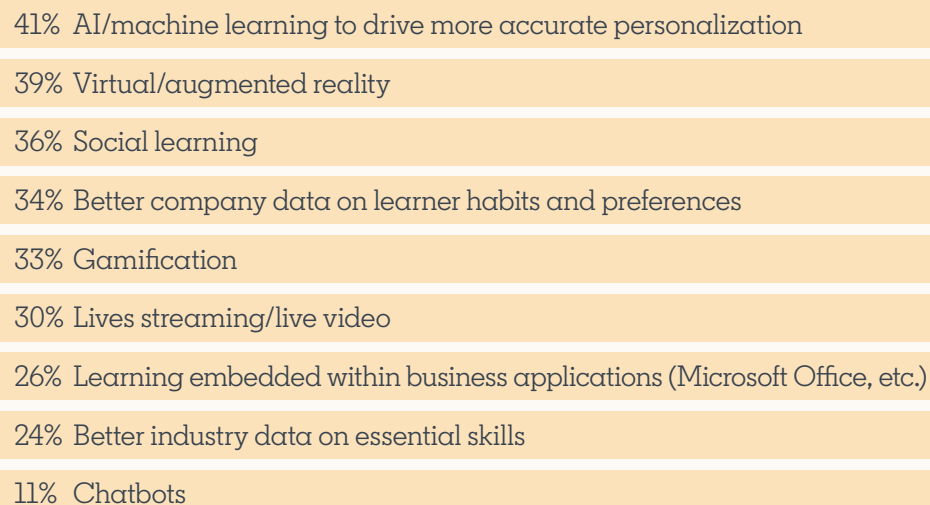 41% AI/machine learning to drive more accurate personalization
39% Virtual/augmented reality
36% Social learning
34% Better company data on learner habits and preferences
33% Gamification
30% Lives streaming/live video
26% Learning embedded within business applications (Microsoft Office, etc.)
24% Better industry data on essential skills
11% Chatbots